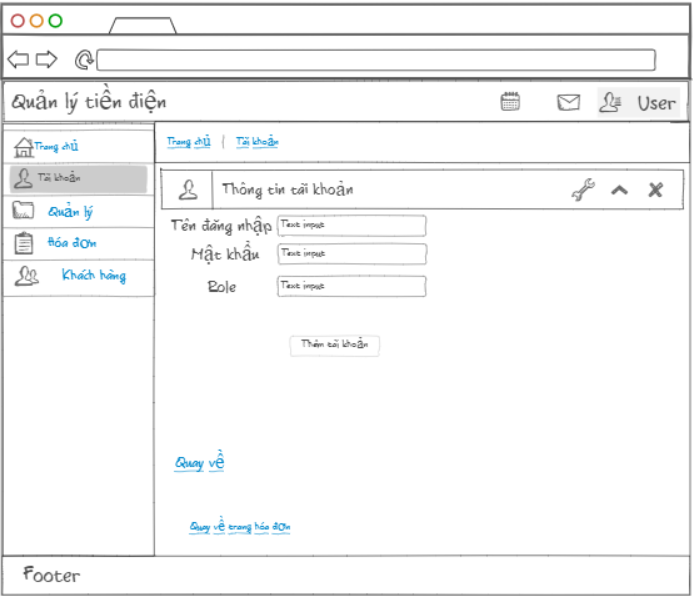 Quản lý tiền điện
User
Trang chủ
Trang chủ | Tài khoản
Tài khoản
Thông tin tài khoản
Quản lý
Tên đăng nhập Text input
Hóa đơn
Mật khẩu Text input
Khách hàng
Role Text input
Thêm tài khoản
Quay về
Quay về trang hóa đơn
Footer